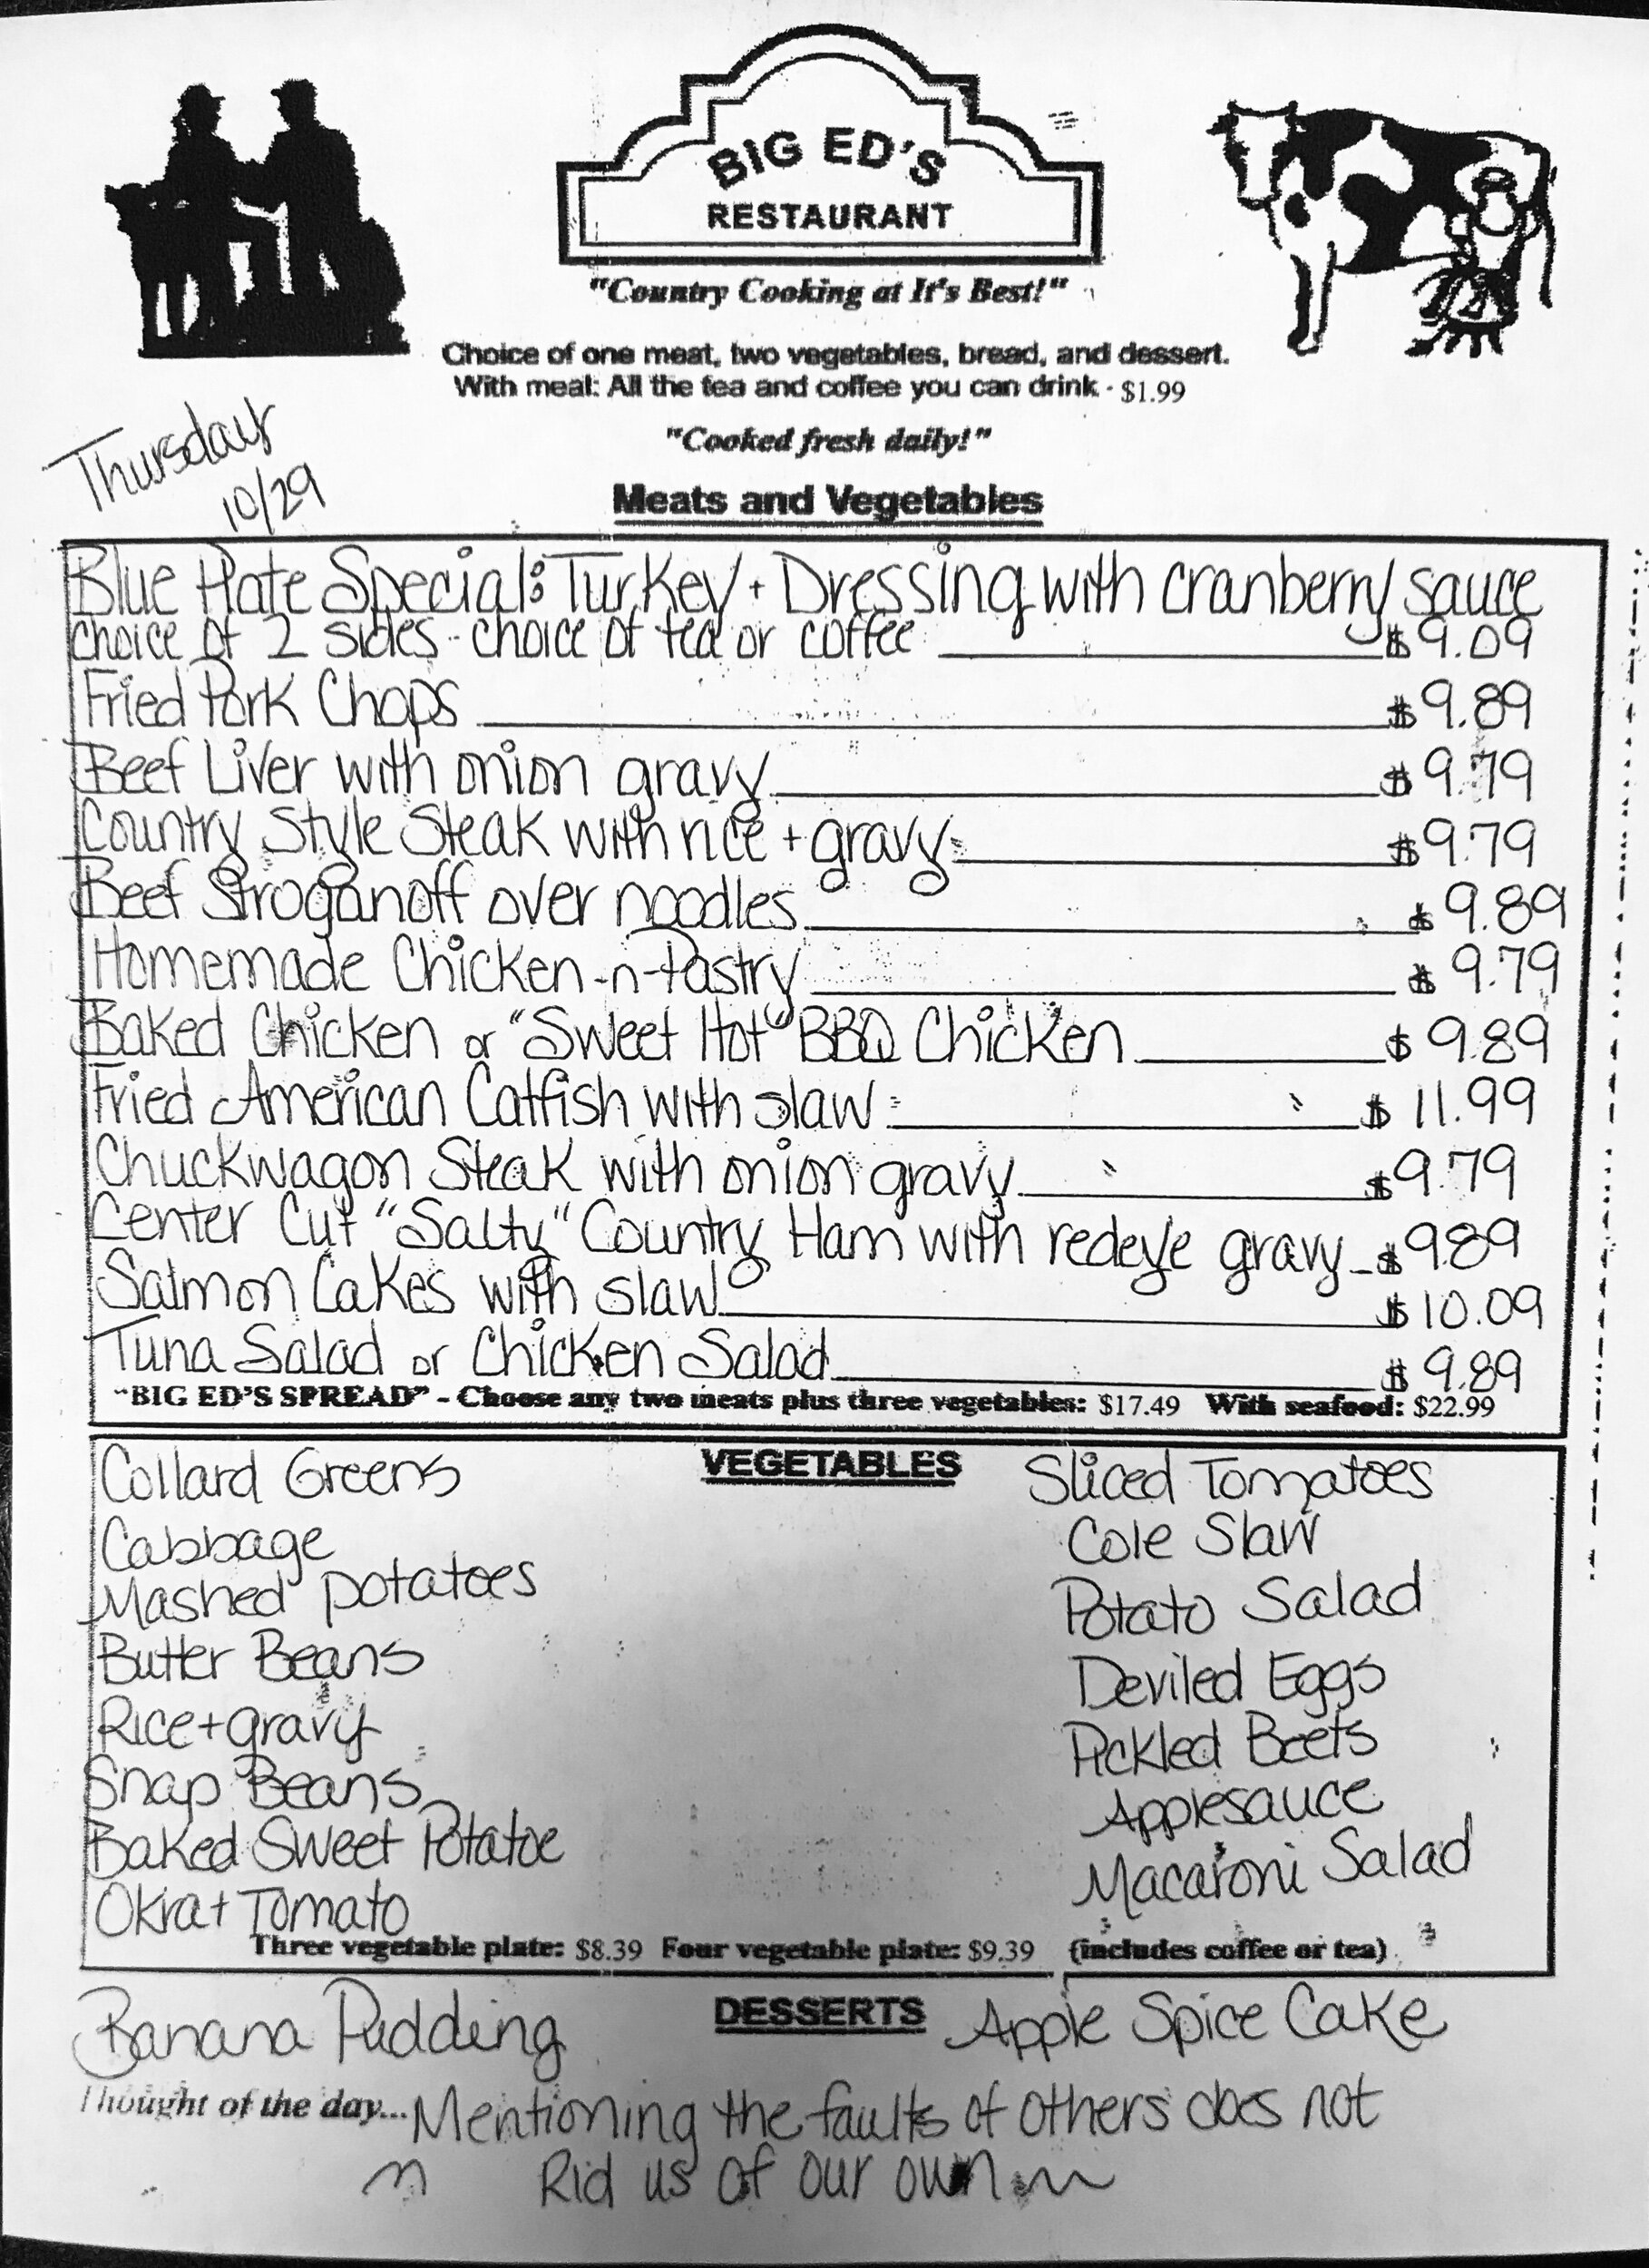 BIG ED'S
RESTAURANT
"Country Cooking at It's Best!"
Choice of one meat, two vegetables, bread, and dessert.
With meal: All the tea and coffee you can drink - $1.99
"Cooked fresh daily!"
Thursday
10/29
Meats and Vegetables
Blue Plate Special: Turkey + Dressing with cranberry sauce
choice of 2 sides - choice of tea or coffee $9.09
Fried Pork Chops $9.89
Beef Liver with onion gravy $9.79
Country Style Steak with rice + gravy $9.79
Beef Stroganoff over noodles $9.89
Homemade Chicken-n-Pastry $9.79
Baked Chicken or "Sweet Hot" BBQ Chicken $9.89
Fried American Catfish with slaw $11.99
Chuckwagon Steak with onion gravy $9.79
Center Cut "Salty" Country Ham with redeye gravy $9.89
Salmon Cakes with slaw $10.09
Tuna Salad or Chicken Salad $9.89
"BIG ED'S SPREAD" - Choose any two meats plus three vegetables: $17.49 With seafood: $22.99
VEGETABLES
Collard Greens
Cabbage
Mashed potatoes
Butter Beans
Rice + gravy
Snap Beans
Baked Sweet Potatoe
Okra + Tomato
Sliced Tomatoes
Cole Slaw
Potato Salad
Deviled Eggs
Pickled Beets
Applesauce
Macaroni Salad
Three vegetable plate: $8.39 Four vegetable plate: $9.39 (includes coffee or tea)
DESSERTS
Banana Pudding
Apple Spice Cake
Thought of the day... Mentioning the faults of others does not
Rid us of our own